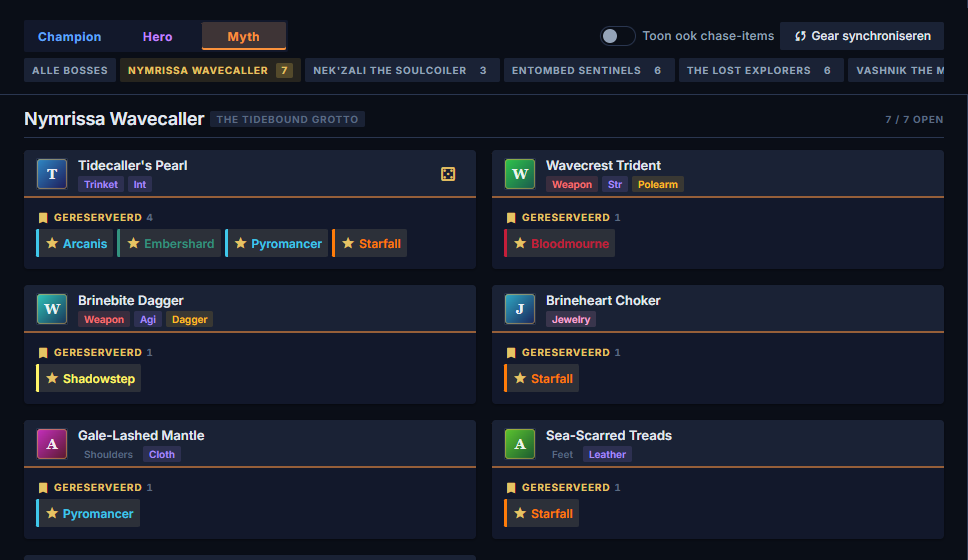 Champion Hero Myth Toon ook chase-items Gear synchroniseren
ALLE BOSSES NYMRISSA WAVECALLER 7 NEK'ZALI THE SOULCOILER 3 ENTOMBED SENTINELS 6 THE LOST EXPLORERS 6 VASHNIK THE M
Nymrissa Wavecaller THE TIDEBOUND GROTTO 7 / 7 OPEN
T Tidecaller's Pearl
Trinket Int
GERESERVEERD 4
Arcanis Embershard Pyromancer Starfall
W Wavecrest Trident
Weapon Str Polearm
GERESERVEERD 1
Bloodmourne
W Brinebite Dagger
Weapon Agi Dagger
GERESERVEERD 1
Shadowstep
J Brineheart Choker
Jewelry
GERESERVEERD 1
Starfall
A Gale-Lashed Mantle
Shoulders Cloth
GERESERVEERD 1
Pyromancer
A Sea-Scarred Treads
Feet Leather
GERESERVEERD 1
Starfall